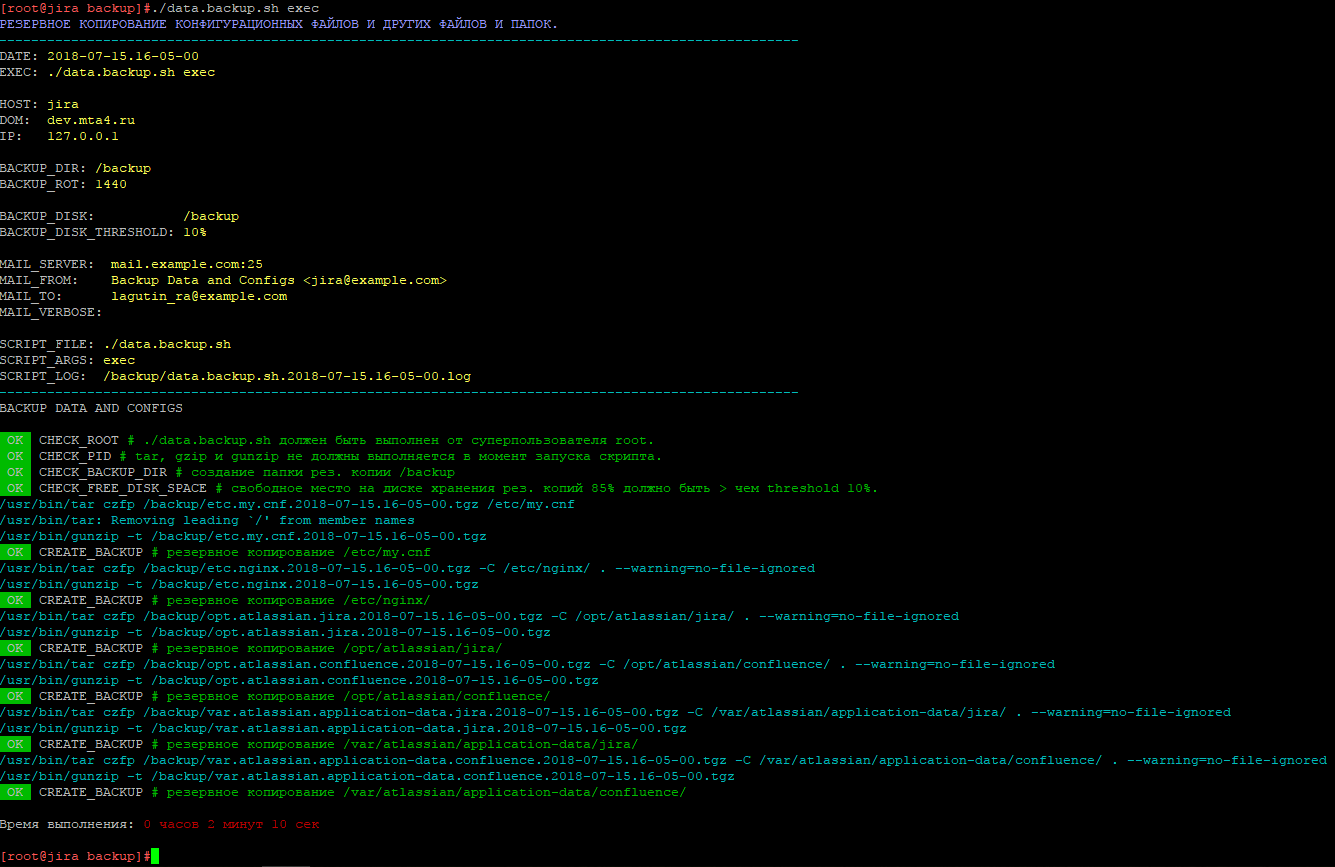 [root@jira backup]#./data.backup.sh exec
РЕЗЕРВНОЕ КОПИРОВАНИЕ КОНФИГУРАЦИОННЫХ ФАЙЛОВ И ДРУГИХ ФАЙЛОВ И ПАПОК.
----------------------------------------------------------------------------------------------------
DATE: 2018-07-15.16-05-00
EXEC: ./data.backup.sh exec
HOST: jira
DOM:  dev.mta4.ru
IP:   127.0.0.1
BACKUP_DIR: /backup
BACKUP_ROT: 1440
BACKUP_DISK:           /backup
BACKUP_DISK_THRESHOLD: 10%
MAIL_SERVER:  mail.example.com:25
MAIL_FROM:    Backup Data and Configs <jira@example.com>
MAIL_TO:      lagutin_ra@example.com
MAIL_VERBOSE:
SCRIPT_FILE: ./data.backup.sh
SCRIPT_ARGS: exec
SCRIPT_LOG:  /backup/data.backup.sh.2018-07-15.16-05-00.log
----------------------------------------------------------------------------------------------------
BACKUP DATA AND CONFIGS
OK CHECK_ROOT # ./data.backup.sh должен быть выполнен от суперпользователя root.
OK CHECK_PID # tar, gzip и gunzip не должны выполняется в момент запуска скрипта.
OK CHECK_BACKUP_DIR # создание папки рез. копии /backup
OK CHECK_FREE_DISK_SPACE # свободное место на диске хранения рез. копий 85% должно быть > чем threshold 10%.
/usr/bin/tar czfp /backup/etc.my.cnf.2018-07-15.16-05-00.tgz /etc/my.cnf
/usr/bin/tar: Removing leading `/' from member names
/usr/bin/gunzip -t /backup/etc.my.cnf.2018-07-15.16-05-00.tgz
OK CREATE_BACKUP # резервное копирование /etc/my.cnf
/usr/bin/tar czfp /backup/etc.nginx.2018-07-15.16-05-00.tgz -C /etc/nginx/ . --warning=no-file-ignored
/usr/bin/gunzip -t /backup/etc.nginx.2018-07-15.16-05-00.tgz
OK CREATE_BACKUP # резервное копирование /etc/nginx/
/usr/bin/tar czfp /backup/opt.atlassian.jira.2018-07-15.16-05-00.tgz -C /opt/atlassian/jira/ . --warning=no-file-ignored
/usr/bin/gunzip -t /backup/opt.atlassian.jira.2018-07-15.16-05-00.tgz
OK CREATE_BACKUP # резервное копирование /opt/atlassian/jira/
/usr/bin/tar czfp /backup/opt.atlassian.confluence.2018-07-15.16-05-00.tgz -C /opt/atlassian/confluence/ . --warning=no-file-ignored
/usr/bin/gunzip -t /backup/opt.atlassian.confluence.2018-07-15.16-05-00.tgz
OK CREATE_BACKUP # резервное копирование /opt/atlassian/confluence/
/usr/bin/tar czfp /backup/var.atlassian.application-data.jira.2018-07-15.16-05-00.tgz -C /var/atlassian/application-data/jira/ . --warning=no-file-ignored
/usr/bin/gunzip -t /backup/var.atlassian.application-data.jira.2018-07-15.16-05-00.tgz
OK CREATE_BACKUP # резервное копирование /var/atlassian/application-data/jira/
/usr/bin/tar czfp /backup/var.atlassian.application-data.confluence.2018-07-15.16-05-00.tgz -C /var/atlassian/application-data/confluence/ . --warning=no-file-ignored
/usr/bin/gunzip -t /backup/var.atlassian.application-data.confluence.2018-07-15.16-05-00.tgz
OK CREATE_BACKUP # резервное копирование /var/atlassian/application-data/confluence/
Время выполнения: 0 часов 2 минут 10 сек
[root@jira backup]#